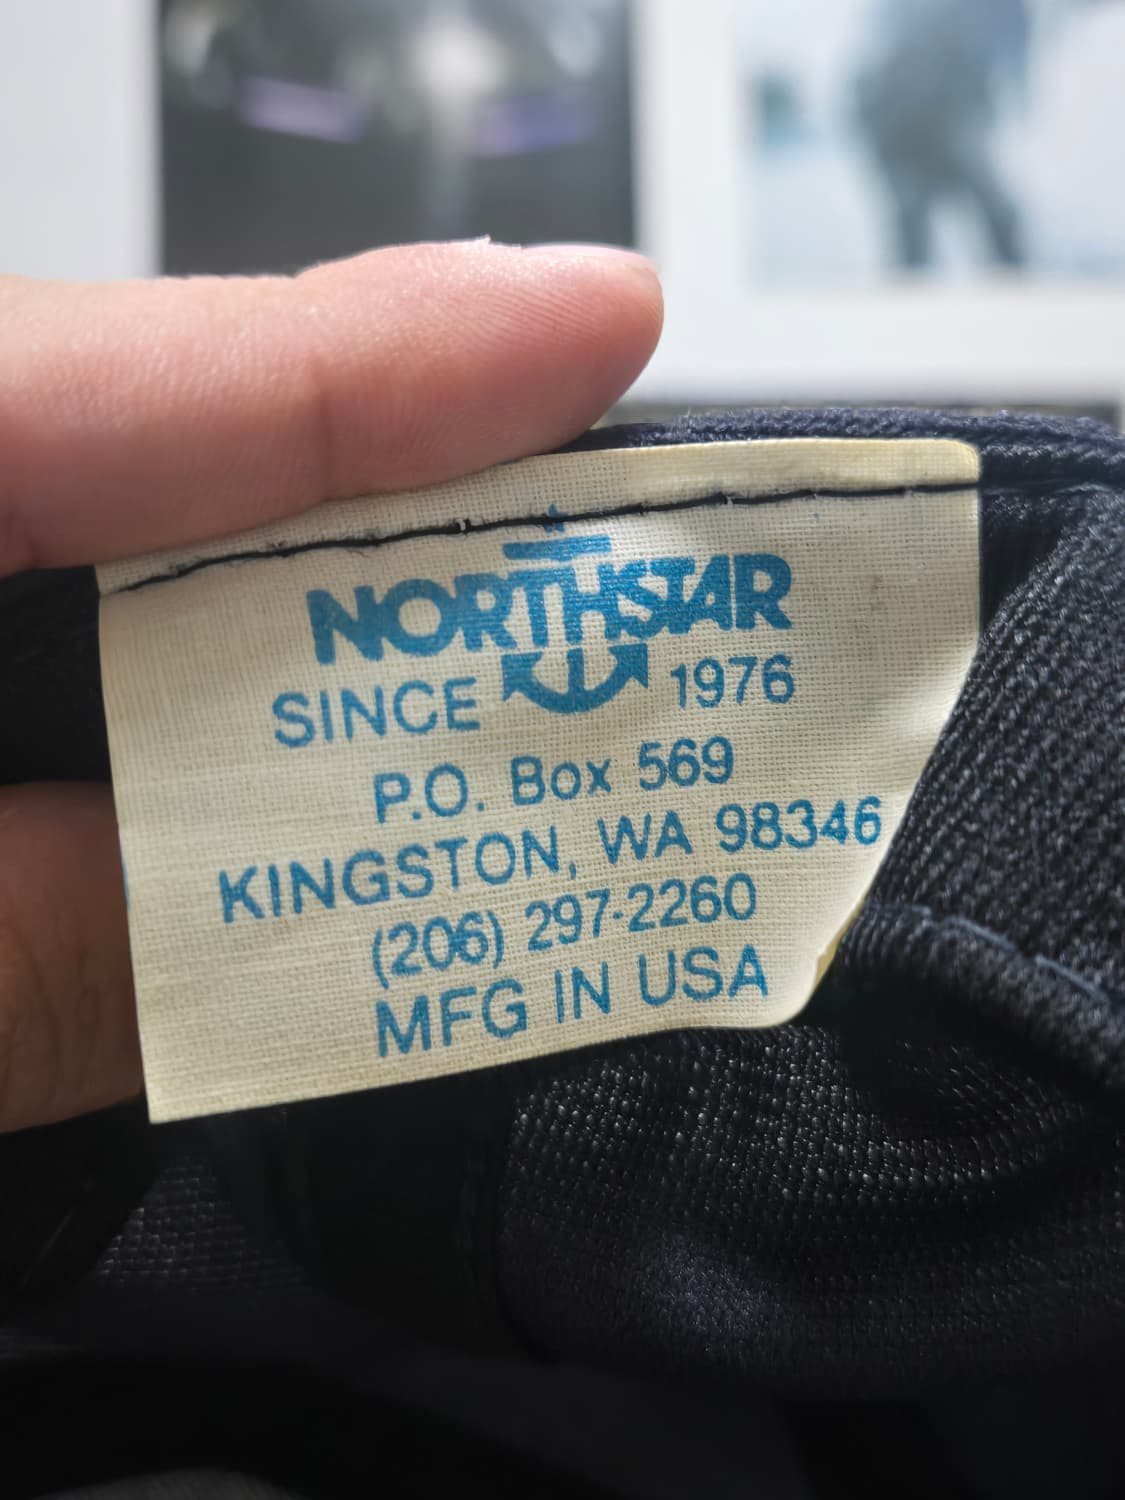 NORTHSTAR
SINCE 1976
P.O. Box 569
KINGSTON, WA 98346
(206) 297-2260
MFG IN USA